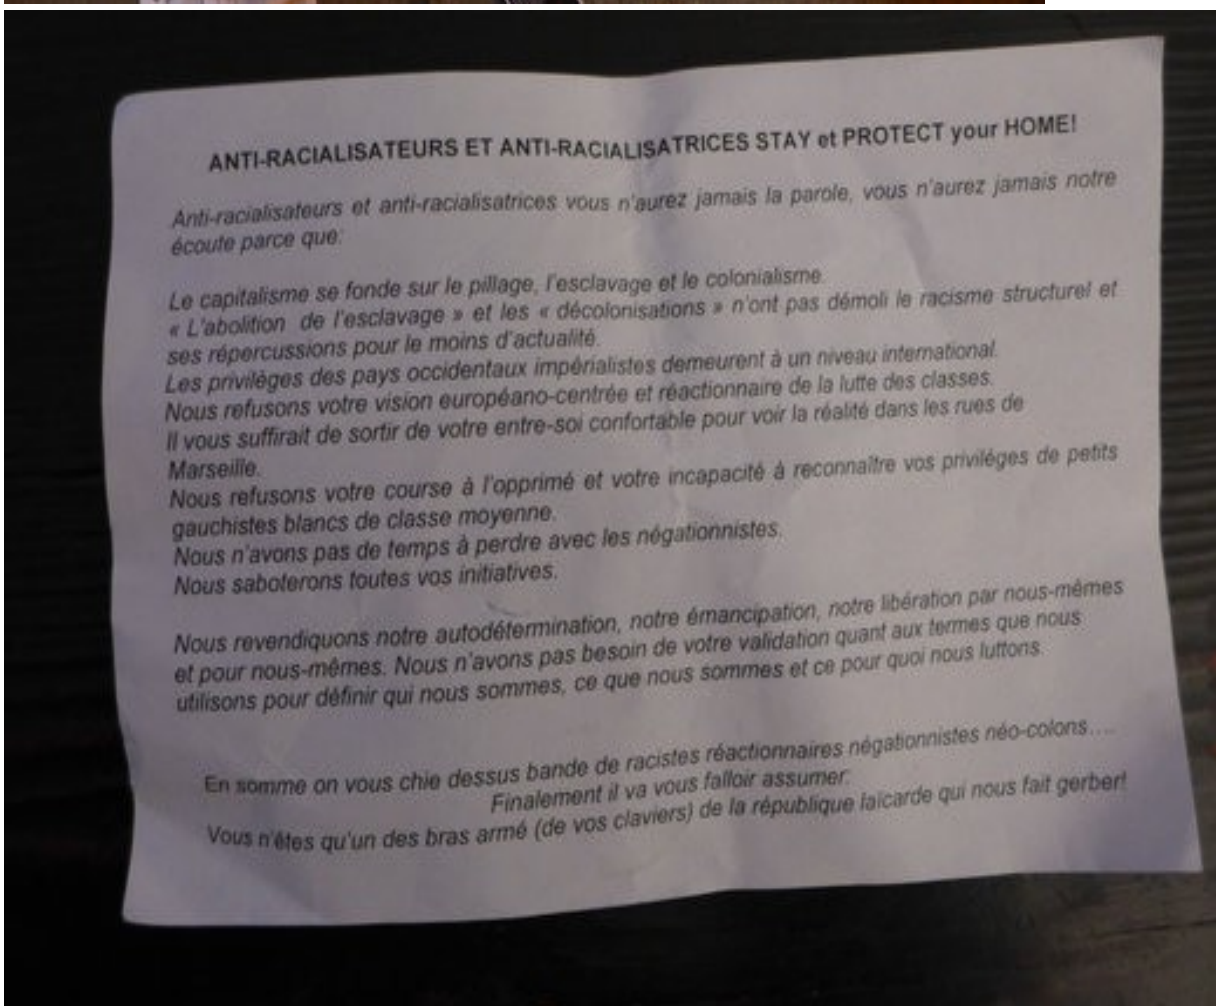 ANTI-RACIALISATEURS ET ANTI-RACIALISATRICES STAY et PROTECT your HOME!
Anti-racialisateurs et anti-racialisatrices vous n'aurez jamais la parole, vous n'aurez jamais notre
écoute parce que:
Le capitalisme se fonde sur le pillage, l'esclavage et le colonialisme.
« L'abolition de l'esclavage » et les « décolonisations » n'ont pas démoli le racisme structurel et
ses répercussions pour le moins d'actualité.
Les privilèges des pays occidentaux impérialistes demeurent à un niveau international.
Nous refusons votre vision européano-centrée et réactionnaire de la lutte des classes.
Il vous suffirait de sortir de votre entre-soi confortable pour voir la réalité dans les rues de
Marseille.
Nous refusons votre course à l'opprimé et votre incapacité à reconnaître vos privilèges de petits
gauchistes blancs de classe moyenne.
Nous n'avons pas de temps à perdre avec les négationnistes.
Nous saboterons toutes vos initiatives.
Nous revendiquons notre autodétermination, notre émancipation, notre libération par nous-mêmes
et pour nous-mêmes. Nous n'avons pas besoin de votre validation quant aux termes que nous
utilisons pour définir qui nous sommes, ce que nous sommes et ce pour quoi nous luttons.
En somme on vous chie dessus bande de racistes réactionnaires négationnistes néo-colons....
Finalement il va vous falloir assumer:
Vous n'êtes qu'un des bras armé (de vos claviers) de la république laïcarde qui nous fait gerber!